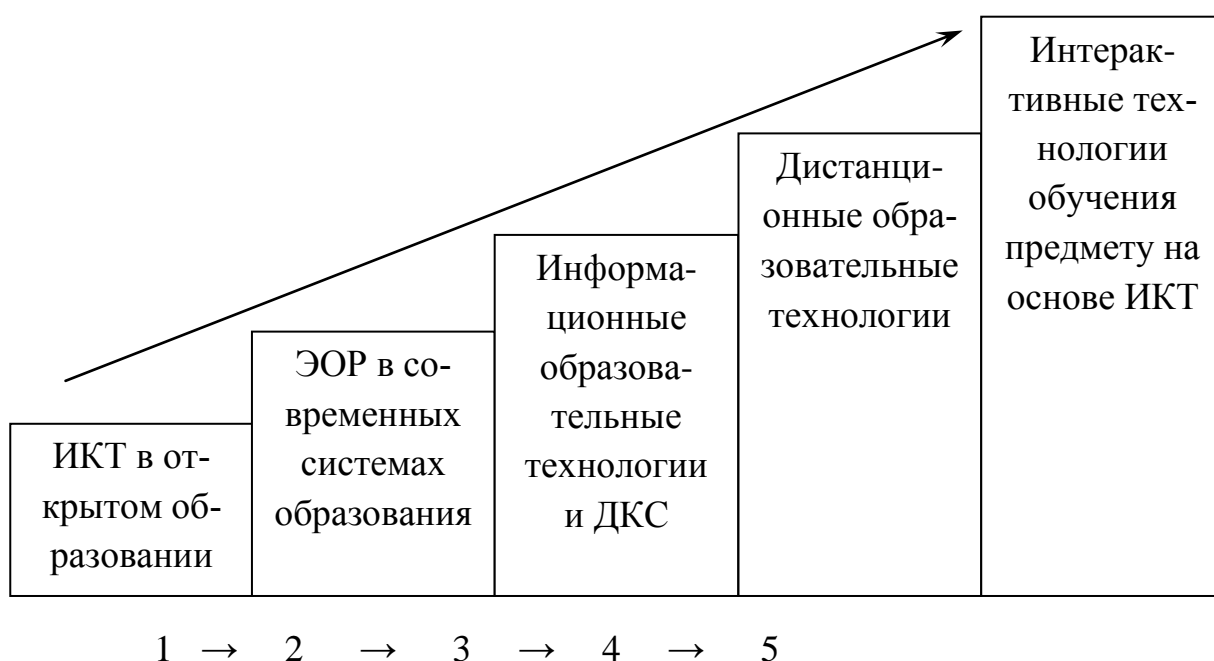 ИКТ в от-
крытом об-
разовании
ЭОР в со-
временных
системах
образования
Информа-
ционные
образова-
тельные
технологии
и ДКС
Дистанци-
онные обра-
зовательные
технологии
Интерак-
тивные тех-
нологии
обучения
предмету на
основе ИКТ
1 → 2 → 3 → 4 → 5